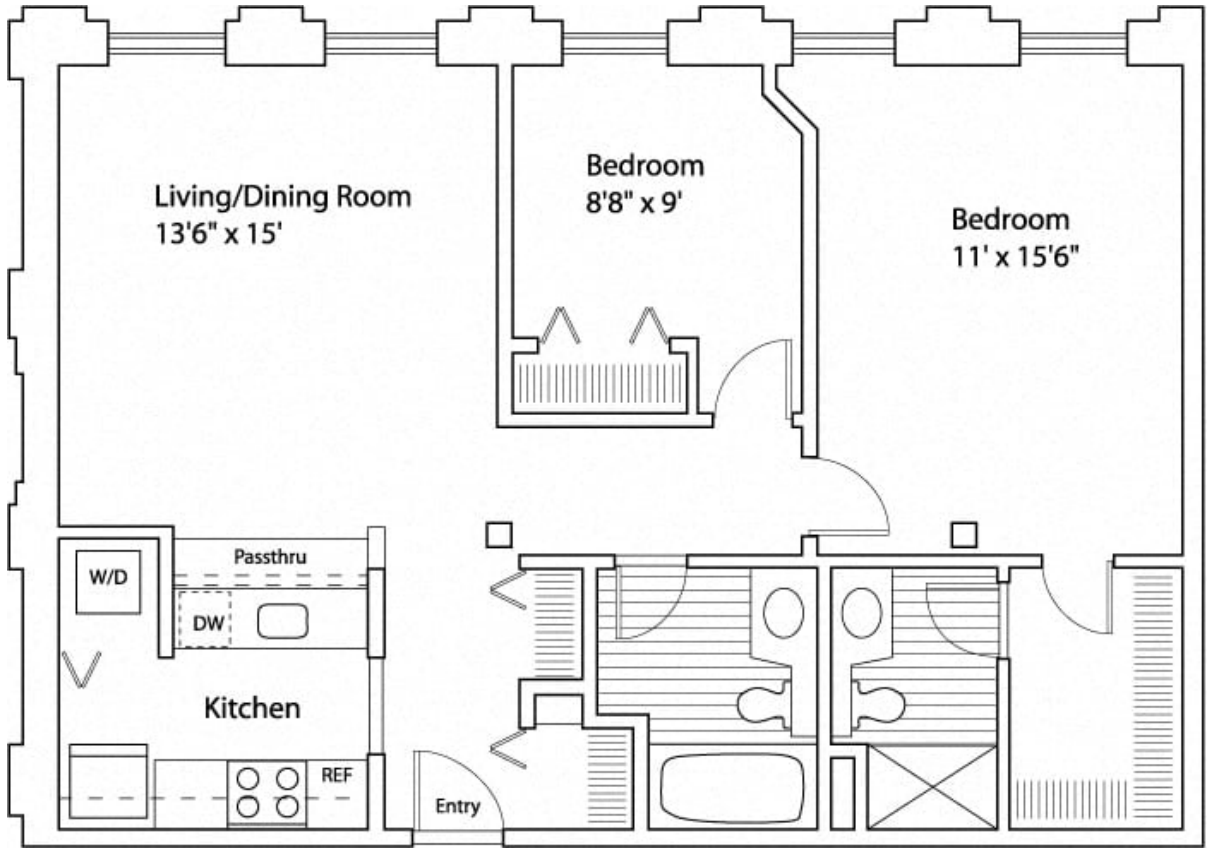 Living/Dining Room
13'6" x 15'
Bedroom
8'8" x 9'
Bedroom
11' x 15'6"
W/D
Passthru
DW
Kitchen
REF
Entry